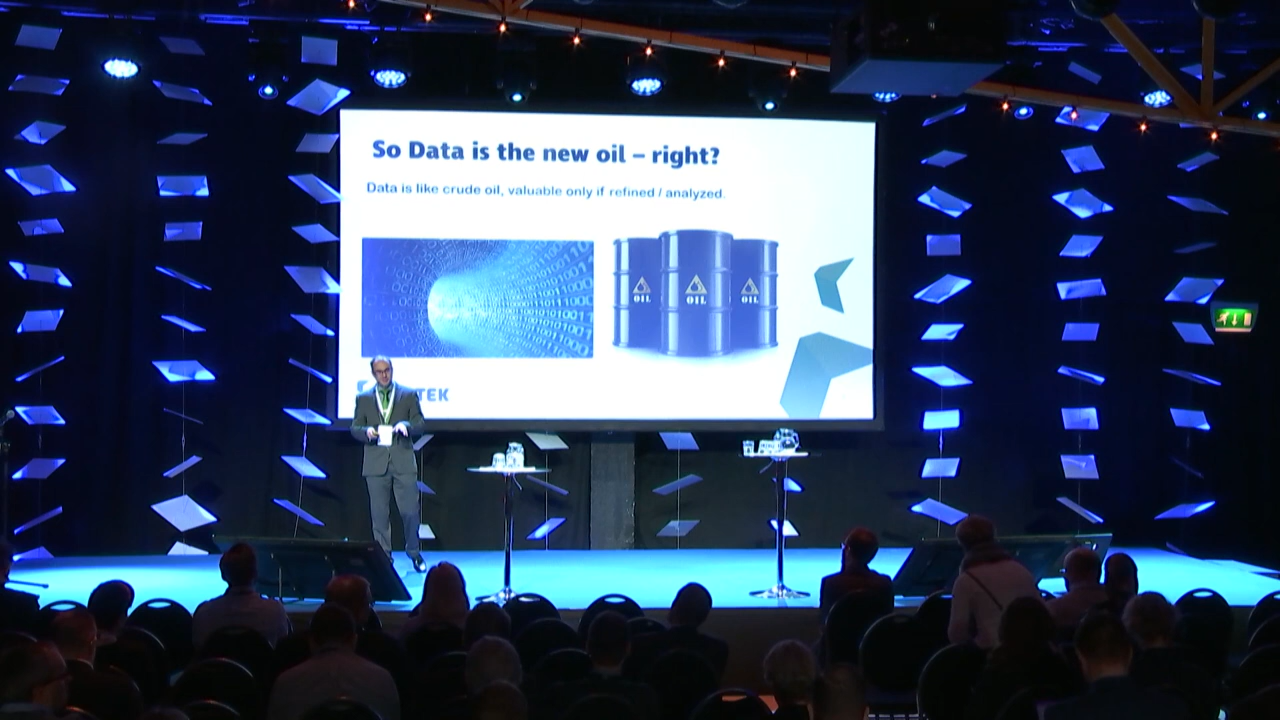 So Data is the new oil – right?
Data is like crude oil, valuable only if refined / analyzed.
OIL
OIL
OIL
TEK